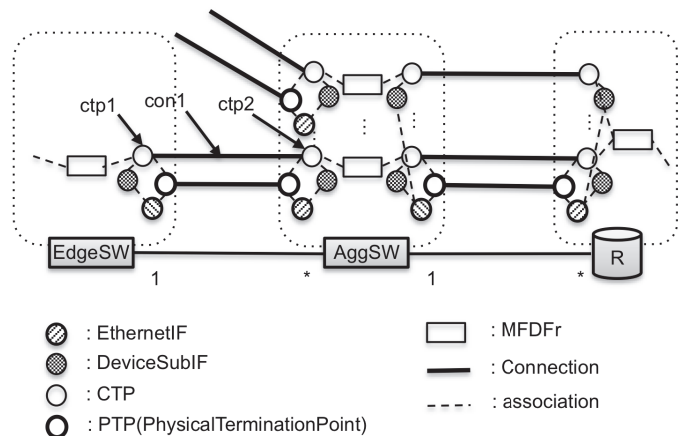 ctp1
con1
ctp2
EdgeSW
AggSW
R
1
*
1
*
: EthernetIF
: DeviceSubIF
: CTP
: PTP(PhysicalTerminationPoint)
: MFDFr
: Connection
: association